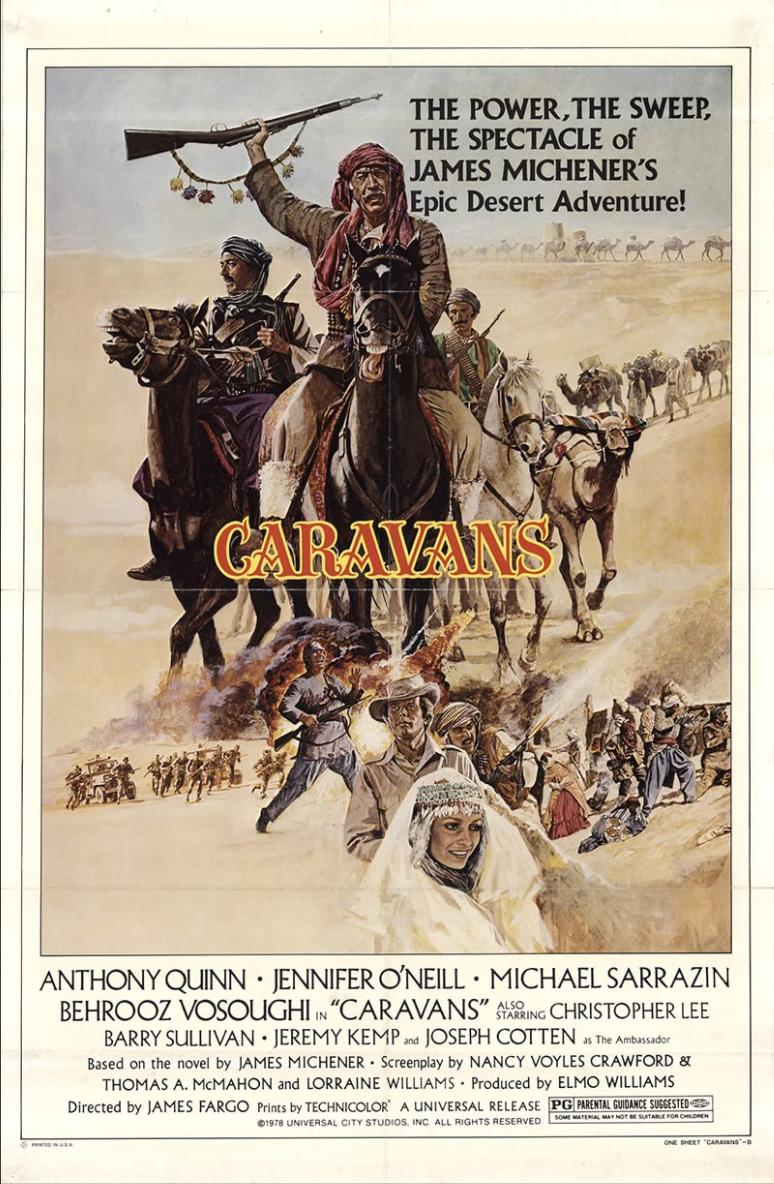 THE POWER, THE SWEEP,
THE SPECTACLE of
JAMES MICHENER'S
Epic Desert Adventure!
CARAVANS
ANTHONY QUINN · JENNIFER O'NEILL · MICHAEL SARRAZIN
BEHROOZ VOSOUGHI IN "CARAVANS" ALSO STARRING CHRISTOPHER LEE
BARRY SULLIVAN · JEREMY KEMP and JOSEPH COTTEN as The Ambassador
Based on the novel by JAMES MICHENER · Screenplay by NANCY VOYLES CRAWFORD &
THOMAS A. McMAHON and LORRAINE WILLIAMS · Produced by ELMO WILLIAMS
Directed by JAMES FARGO Prints by TECHNICOLOR® A UNIVERSAL RELEASE
PG PARENTAL GUIDANCE SUGGESTED
SOME MATERIAL MAY NOT BE SUITABLE FOR CHILDREN
©1978 UNIVERSAL CITY STUDIOS, INC. ALL RIGHTS RESERVED.
PRINTED IN U.S.A.
ONE SHEET "CARAVANS"-B